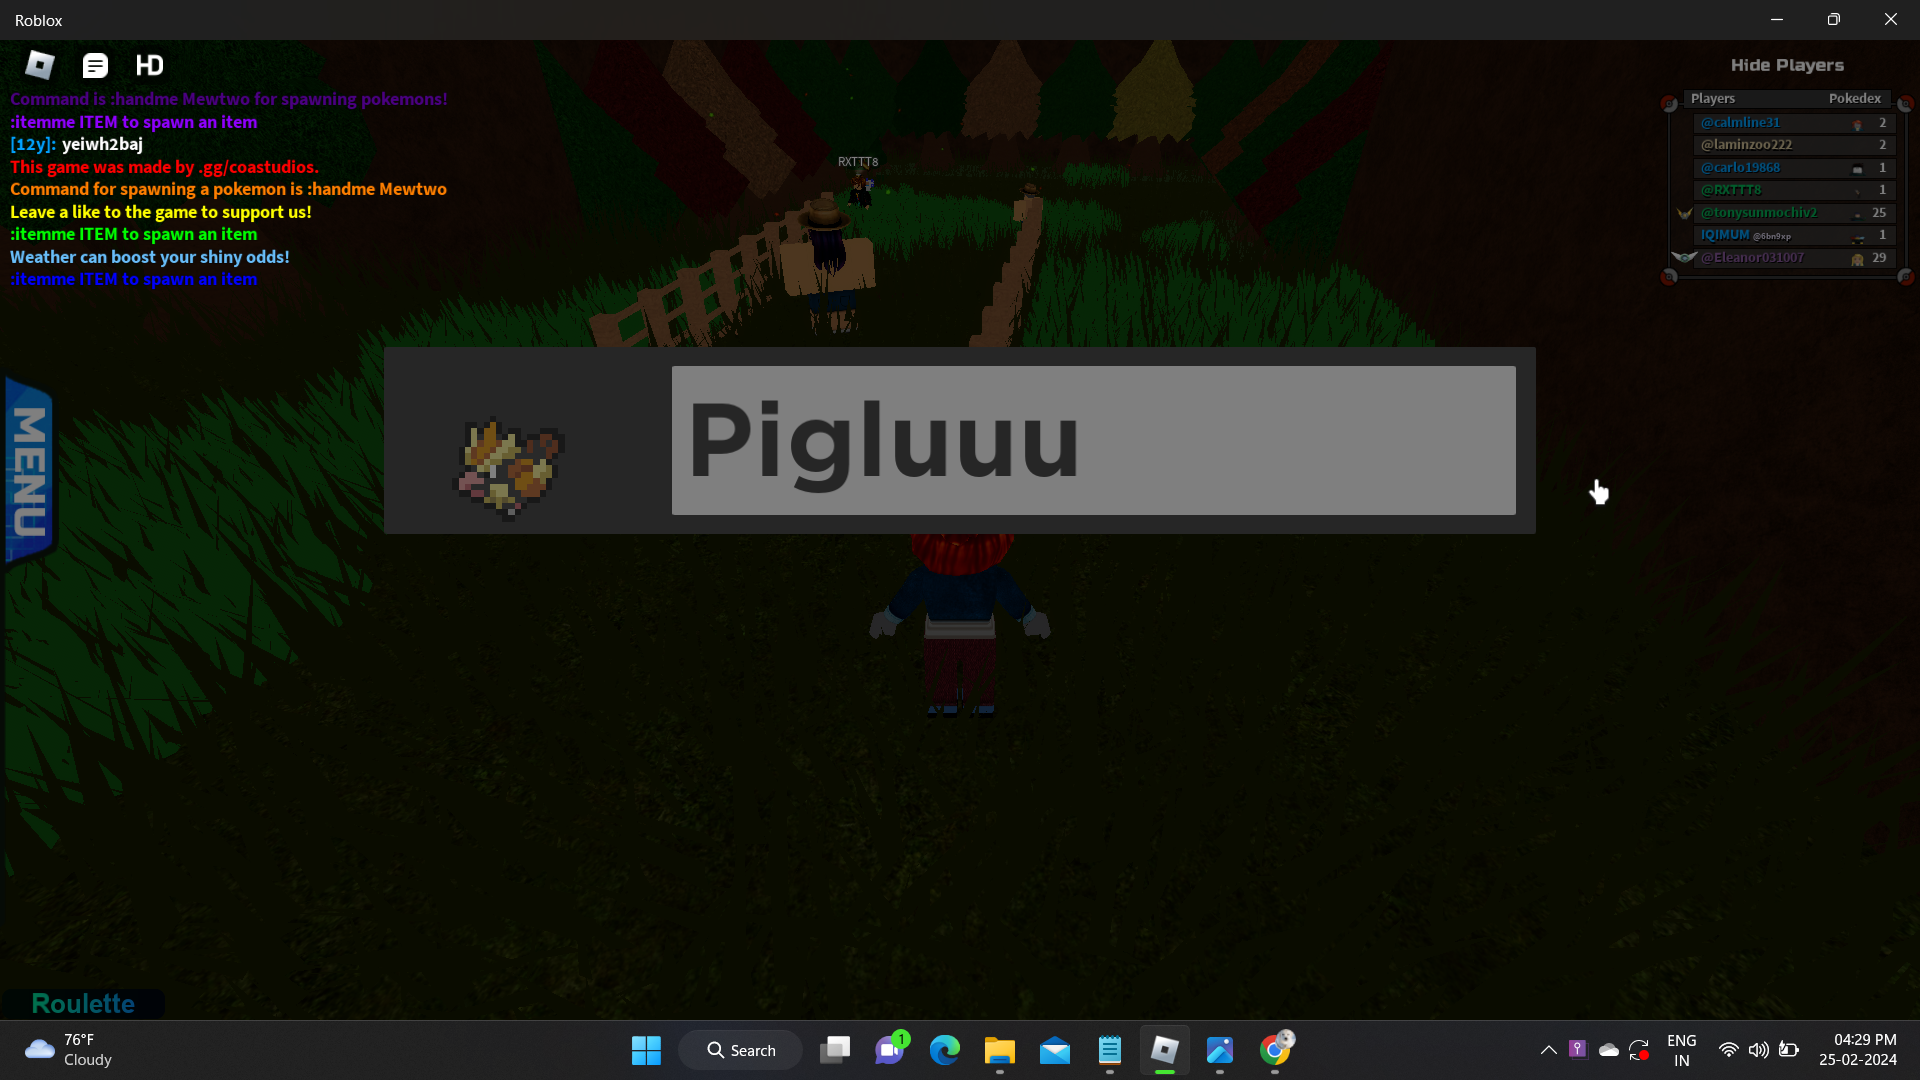 Roblox
HD
Hide Players
Command is :handme Mewtwo for spawning pokemons!
:itemme ITEM to spawn an item
[12y]: yeiwh2baj
This game was made by .gg/coastudios.
Command for spawning a pokemon is :handme Mewtwo
Leave a like to the game to support us!
:itemme ITEM to spawn an item
Weather can boost your shiny odds!
:itemme ITEM to spawn an item
RXTTT8
Players Pokedex
@calmline31 2
@laminzoo222 2
@carlo19868 1
@RXTTT8 1
@tonysunmochiv2 25
IQIMUM @6bn9xp 1
@Eleanor031007 29
MENU
Pigluuu
Roulette
76°F
Cloudy
Search
1
ENG
IN
04:29 PM
25-02-2024